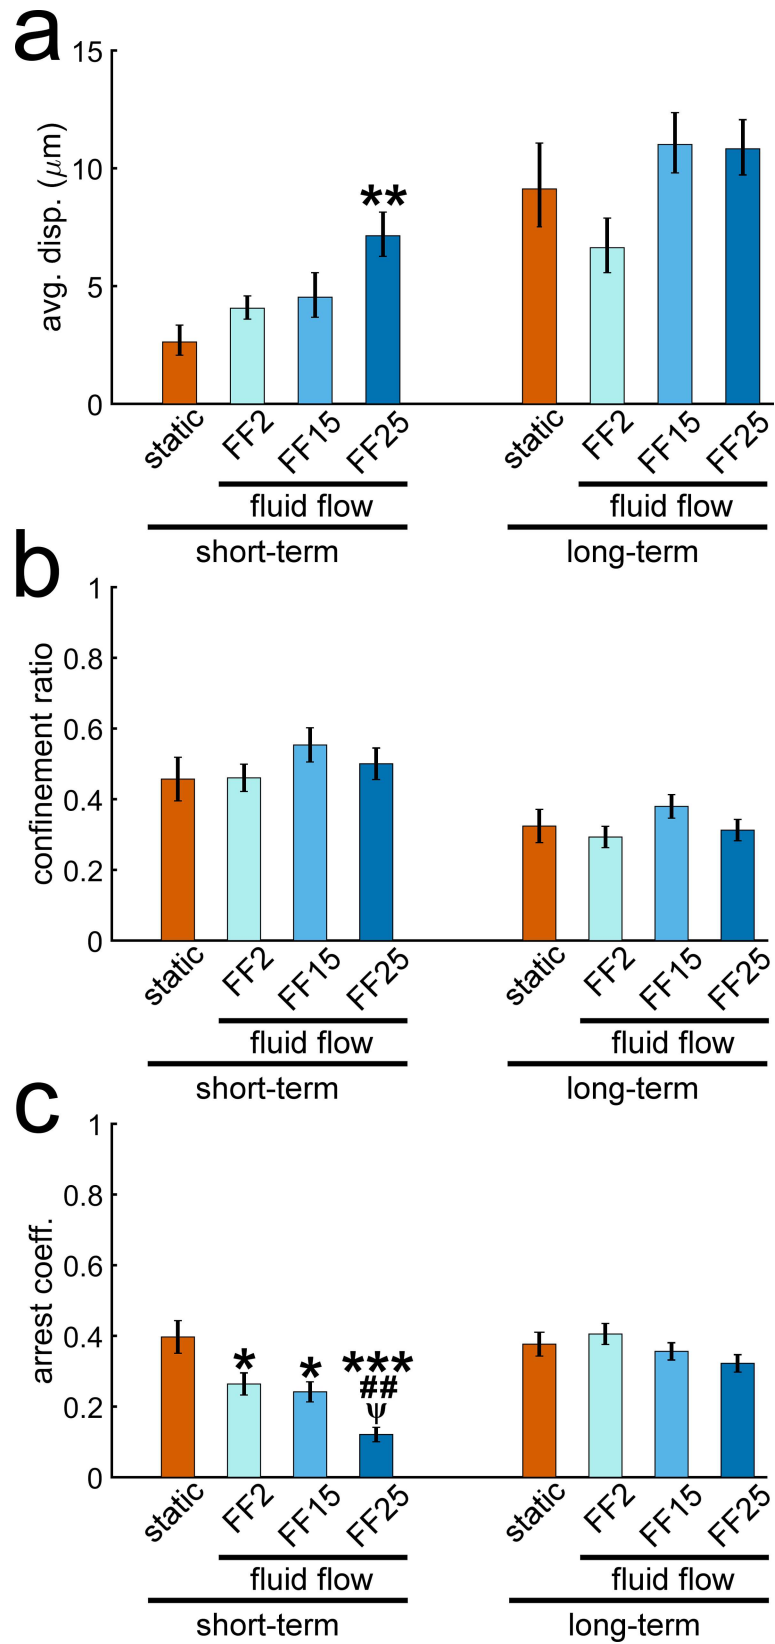 a
avg. disp. (μm)
15
10
5
0
**
static FF2 FF15 FF25 static FF2 FF15 FF25
fluid flow fluid flow
short-term long-term
b
confinement ratio
1
0.8
0.6
0.4
0.2
0
static FF2 FF15 FF25 static FF2 FF15 FF25
fluid flow fluid flow
short-term long-term
c
arrest coeff.
1
0.8
0.6
0.4
0.2
0
* * ***
##
ψ
static FF2 FF15 FF25 static FF2 FF15 FF25
fluid flow fluid flow
short-term long-term